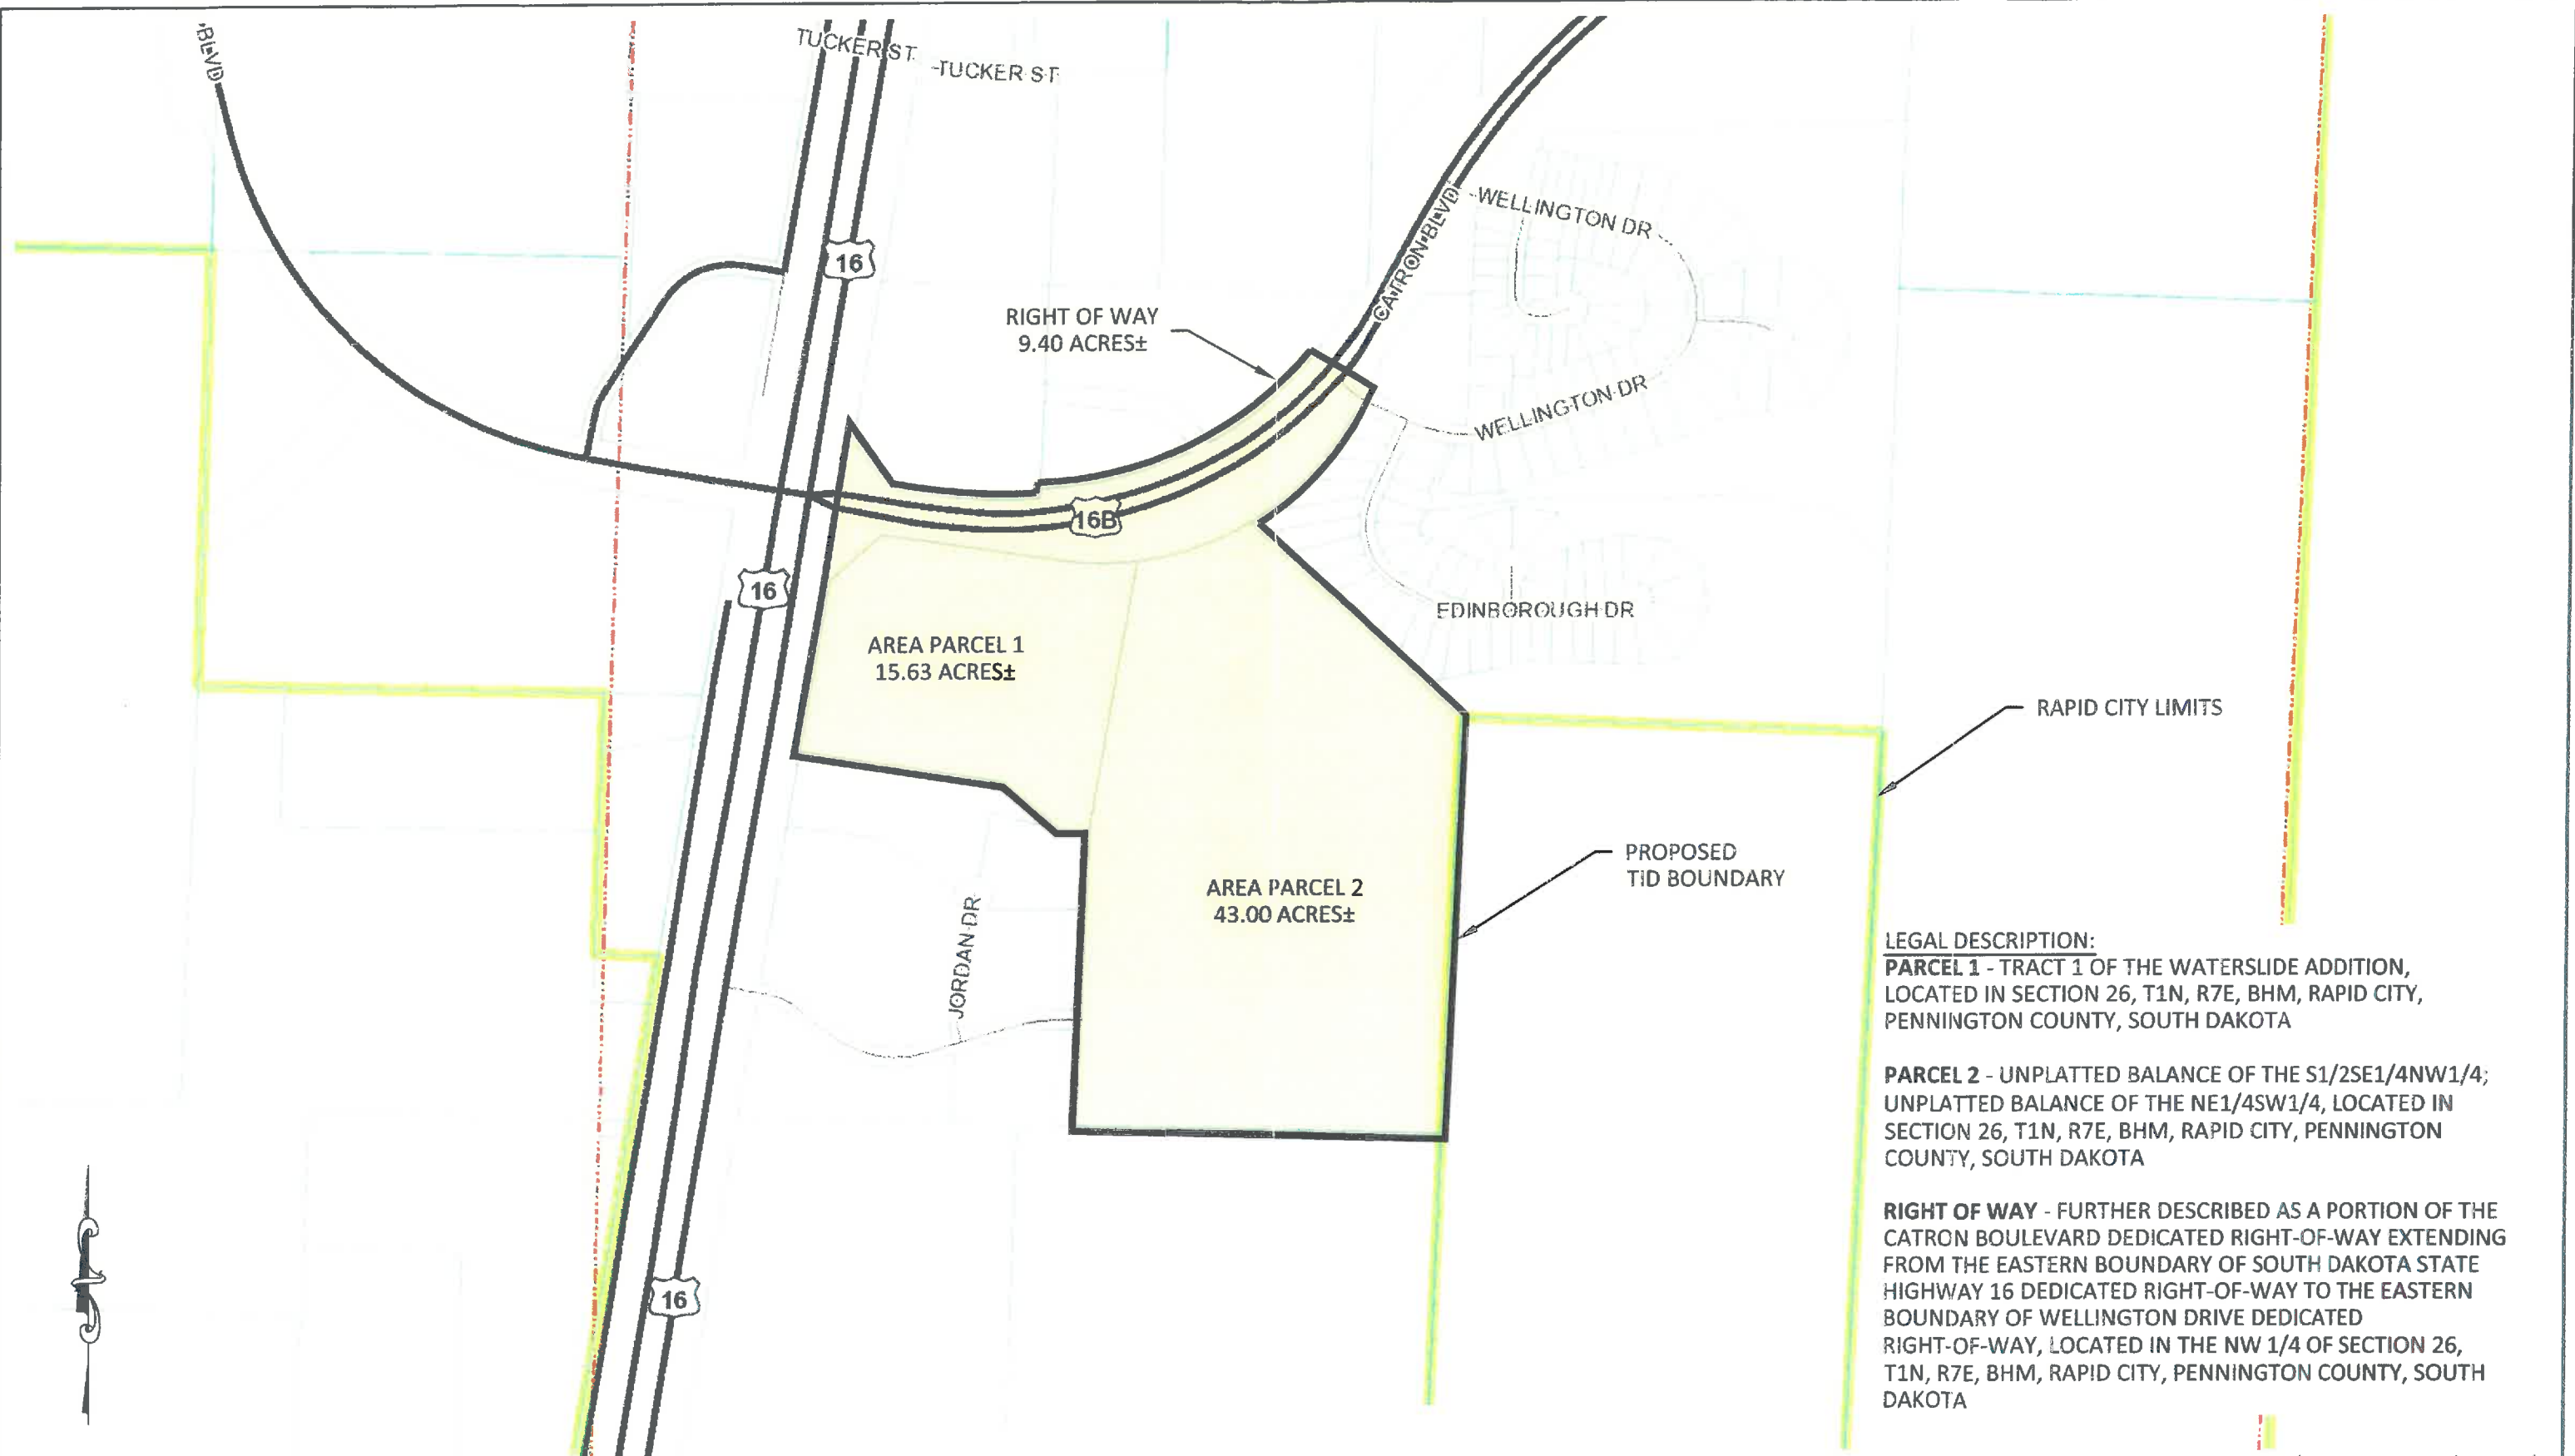 BLVD
TUCKER ST
TUCKER ST
16
CATRON BLVD
WELLINGTON DR
RIGHT OF WAY
9.40 ACRES±
WELLINGTON DR
16B
16
EDINBOROUGH DR
AREA PARCEL 1
15.63 ACRES±
RAPID CITY LIMITS
PROPOSED
TID BOUNDARY
AREA PARCEL 2
43.00 ACRES±
JORDAN DR
16
LEGAL DESCRIPTION:
PARCEL 1 - TRACT 1 OF THE WATERSLIDE ADDITION,
LOCATED IN SECTION 26, T1N, R7E, BHM, RAPID CITY,
PENNINGTON COUNTY, SOUTH DAKOTA
PARCEL 2 - UNPLATTED BALANCE OF THE S1/2SE1/4NW1/4;
UNPLATTED BALANCE OF THE NE1/4SW1/4, LOCATED IN
SECTION 26, T1N, R7E, BHM, RAPID CITY, PENNINGTON
COUNTY, SOUTH DAKOTA
RIGHT OF WAY - FURTHER DESCRIBED AS A PORTION OF THE
CATRON BOULEVARD DEDICATED RIGHT-OF-WAY EXTENDING
FROM THE EASTERN BOUNDARY OF SOUTH DAKOTA STATE
HIGHWAY 16 DEDICATED RIGHT-OF-WAY TO THE EASTERN
BOUNDARY OF WELLINGTON DRIVE DEDICATED
RIGHT-OF-WAY, LOCATED IN THE NW 1/4 OF SECTION 26,
T1N, R7E, BHM, RAPID CITY, PENNINGTON COUNTY, SOUTH
DAKOTA